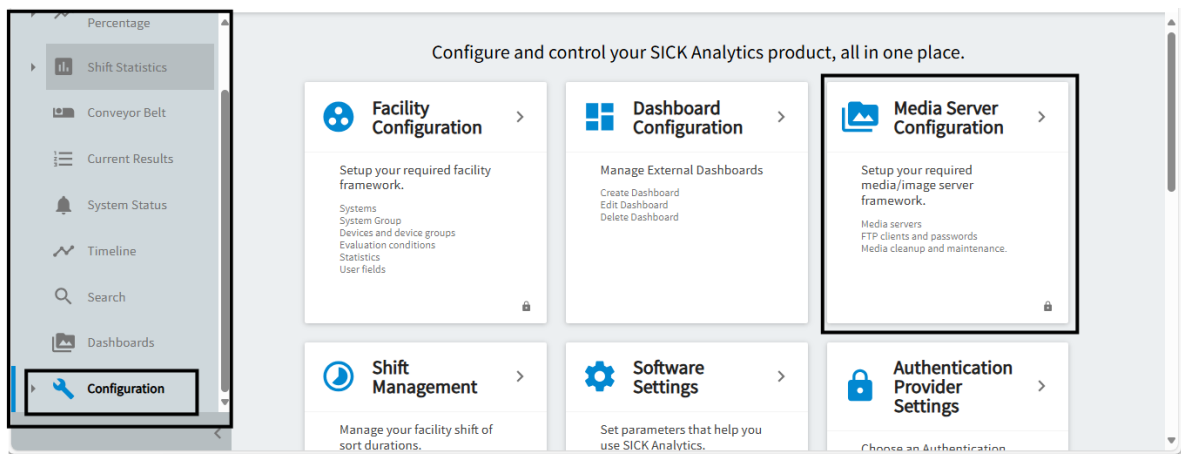 Percentage
Shift Statistics
Conveyor Belt
Current Results
System Status
Timeline
Search
Dashboards
Configuration
Configure and control your SICK Analytics product, all in one place.
Facility
Configuration
Setup your required facility
framework.
Systems
System Group
Devices and device groups
Evaluation conditions
Statistics
User fields
Dashboard
Configuration
Manage External Dashboards
Create Dashboard
Edit Dashboard
Delete Dashboard
Media Server
Configuration
Setup your required
media/image server
framework.
Media servers
FTP clients and passwords
Media cleanup and maintenance.
Shift
Management
Manage your facility shift of
sort durations.
Software
Settings
Set parameters that help you
use SICK Analytics.
Authentication
Provider
Settings
Choose an Authentication